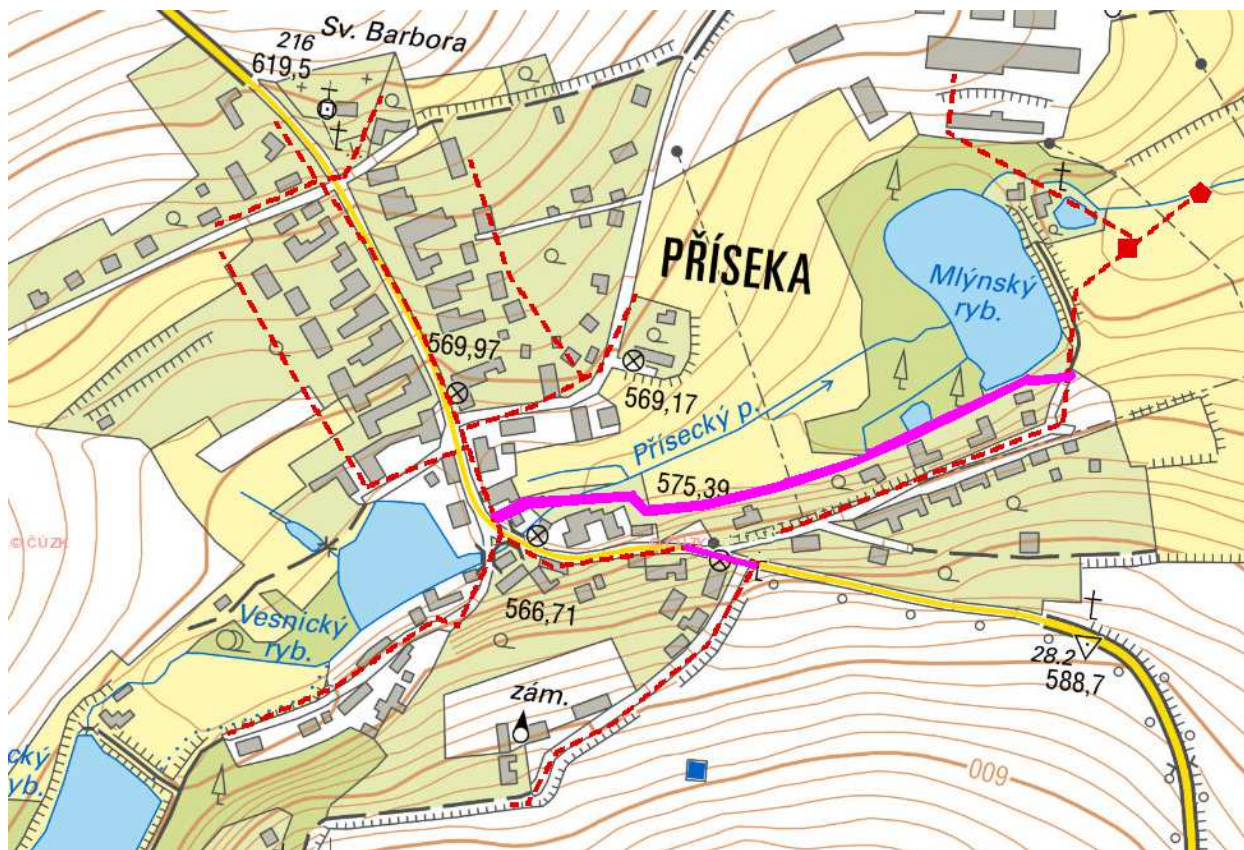 Sv. Barbora
216
619,5
PŘÍSEKA
Mlýnský
ryb.
569,97
569,17
Přísecký p.
575,39
© ČÚZK
Vesnický
ryb.
566,71
28.2
588,7
zám.
cký
yb.
600